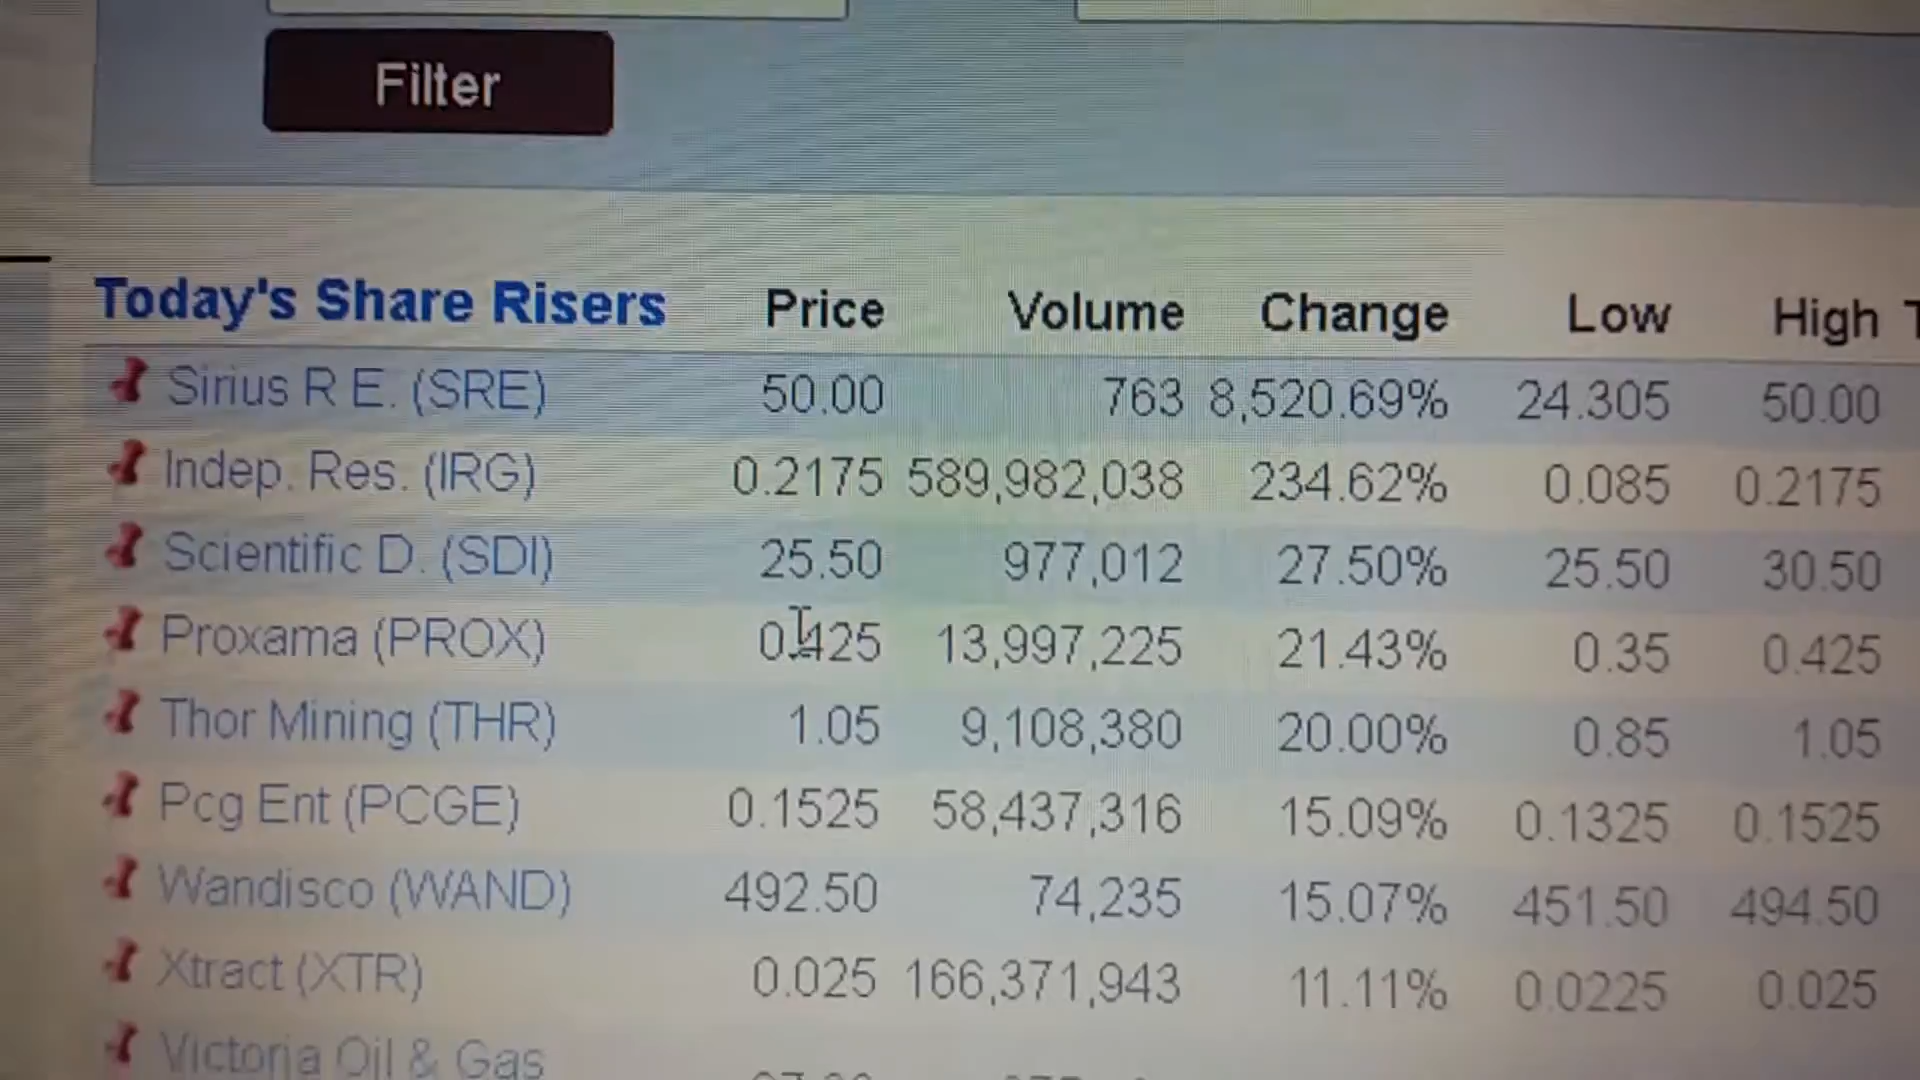 Filter
Today's Share Risers Price Volume Change Low High T
Sirius R E. (SRE) 50.00 763 8,520.69% 24.305 50.00
Indep. Res. (IRG) 0.2175 589,982,038 234.62% 0.085 0.2175
Scientific D. (SDI) 25.50 977,012 27.50% 25.50 30.50
Proxama (PROX) 0.425 13,997,225 21.43% 0.35 0.425
Thor Mining (THR) 1.05 9,108,380 20.00% 0.85 1.05
Pcg Ent (PCGE) 0.1525 58,437,316 15.09% 0.1325 0.1525
Wandisco (WAND) 492.50 74,235 15.07% 451.50 494.50
Xtract (XTR) 0.025 166,371,943 11.11% 0.0225 0.025
Victoria Oil & Gas